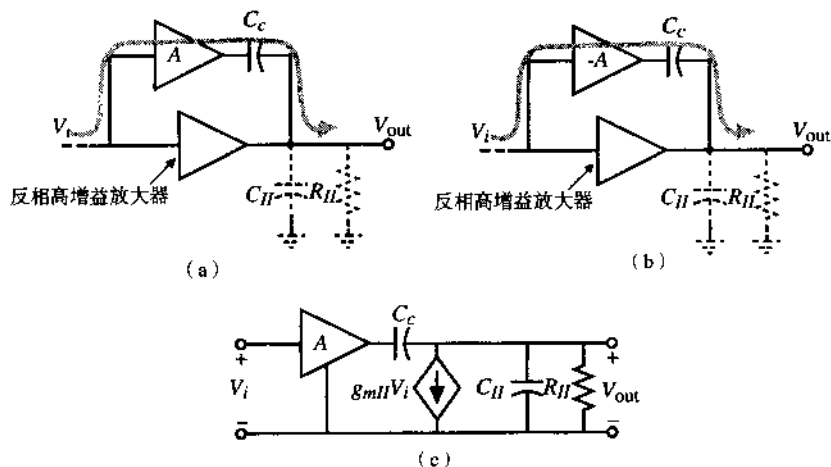 A
C_c
V_i
V_out
反相高增益放大器
C_II
R_II
(a)
-A
C_c
V_i
V_out
反相高增益放大器
C_II
R_II
(b)
A
C_c
+
V_i
-
g_mII V_i
C_II
R_II
+
V_out
-
(c)